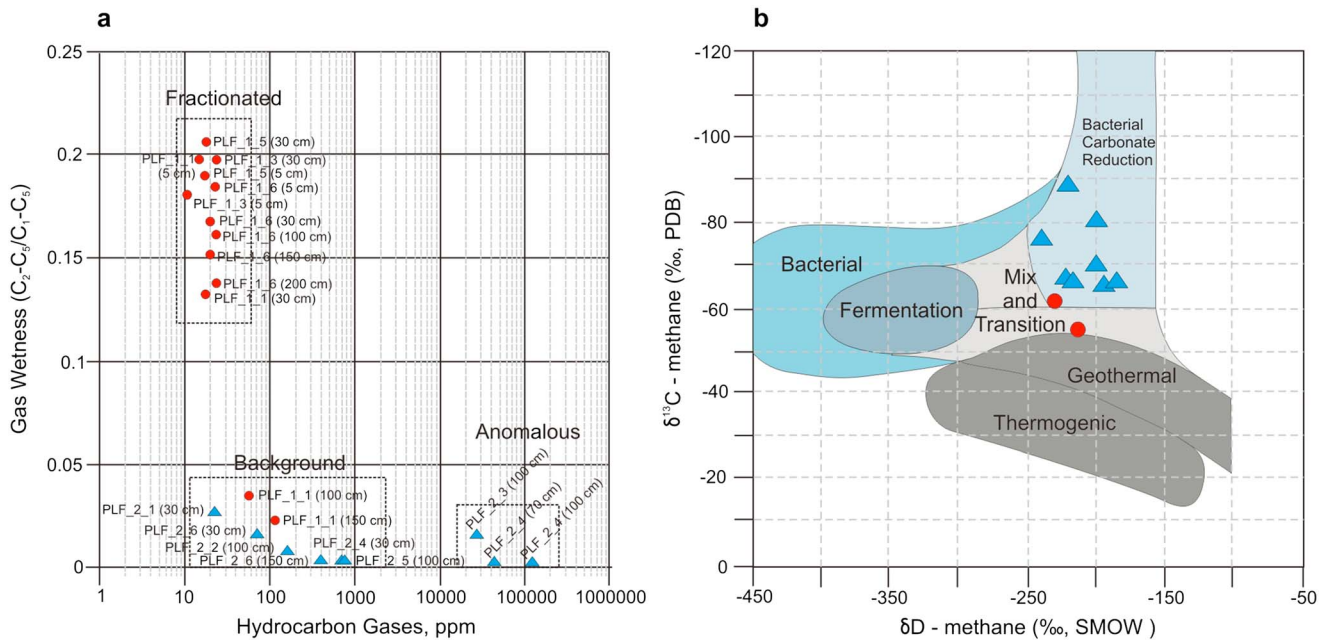 a
Gas Wetness (C2-C5/C1-C5)
0.25
0.2
0.15
0.1
0.05
0
Fractionated
PLF_1_5 (30 cm)
PLF_1_1
(5 cm)
PLF_1_3 (30 cm)
PLF_1_5 (5 cm)
PLF_1_6 (5 cm)
PLF_1_3 (5 cm)
PLF_1_6 (30 cm)
PLF_1_6 (100 cm)
PLF_1_6 (150 cm)
PLF_1_6 (200 cm)
PLF_1_1 (30 cm)
Background
PLF_1_1 (100 cm)
PLF_2_1 (30 cm)
PLF_1_1 (150 cm)
PLF_2_6 (30 cm)
PLF_2_2 (100 cm)
PLF_2_4 (30 cm)
PLF_2_6 (150 cm)
PLF_2_5 (100 cm)
Anomalous
PLF_2_3 (100 cm)
PLF_2_4 (70 cm)
PLF_2_4 (100 cm)
1 10 100 1000 10000 100000 1000000
Hydrocarbon Gases, ppm
b
δ13C - methane (‰, PDB)
-120
-100
-80
-60
-40
-20
0
Bacterial
Carbonate
Reduction
Bacterial
Fermentation
Mix
and
Transition
Geothermal
Thermogenic
-450 -350 -250 -150 -50
δD - methane (‰, SMOW )